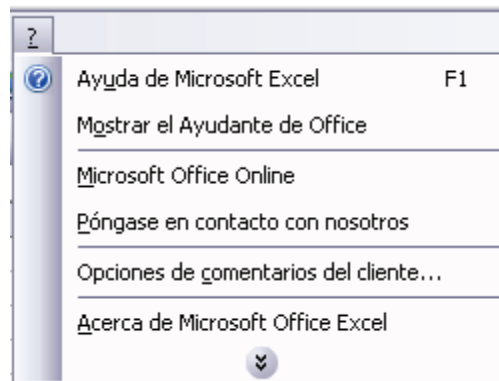 ?
Ayuda de Microsoft Excel F1
Mostrar el Ayudante de Office
Microsoft Office Online
Póngase en contacto con nosotros
Opciones de comentarios del cliente...
Acerca de Microsoft Office Excel